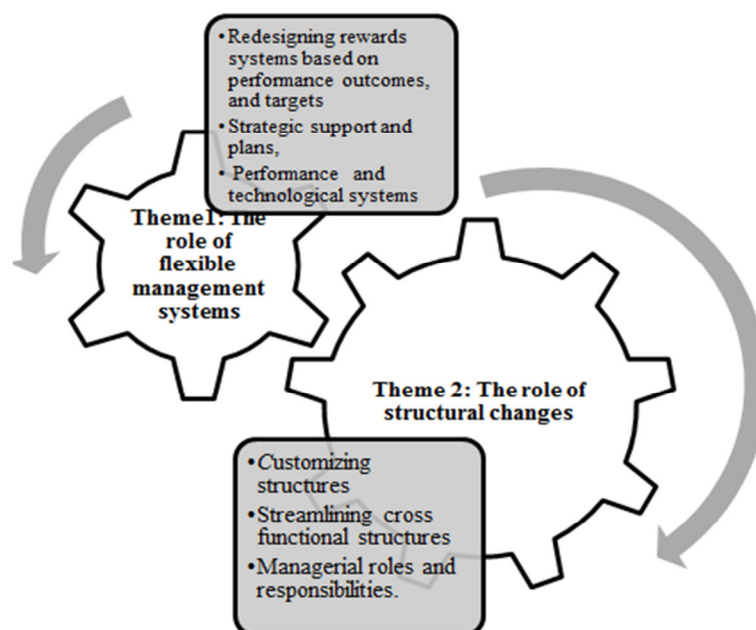 •Redesigning rewards
systems based on
performance outcomes,
and targets
•Strategic support and
plans,
• Performance and
technological systems
Theme1: The
role of
flexible
management
systems
Theme 2: The role of
structural changes
•Customizing
structures
•Streamlining cross
functional structures
•Managerial roles and
responsibilities.